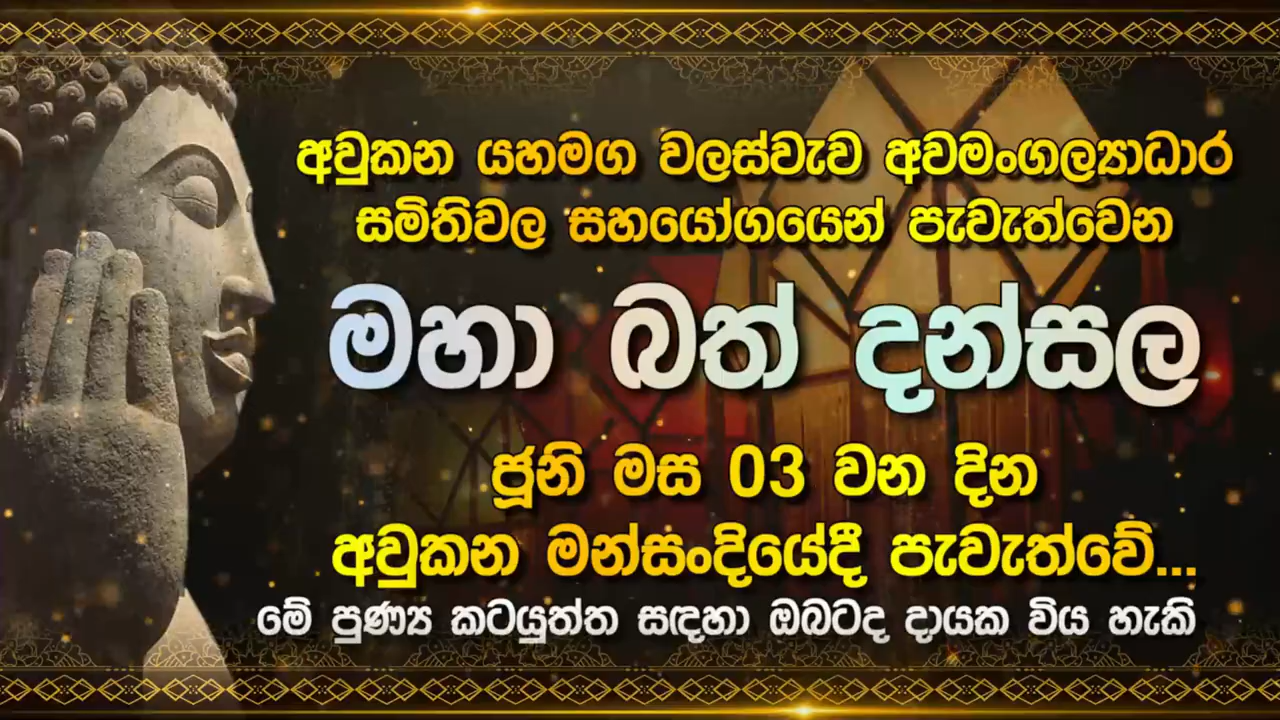 අවුකන යහමග වලස්වැව අවමංගල්‍යාධාර
සමිතිවල සහයෝගයෙන් පැවැත්වෙන
මහා බත් දන්සල
ජූනි මස 03 වන දින
අවුකන මන්සංදියේදී පැවැත්වේ...
මේ පුණ්‍ය කටයුත්ත සඳහා ඔබටද දායක විය හැකි